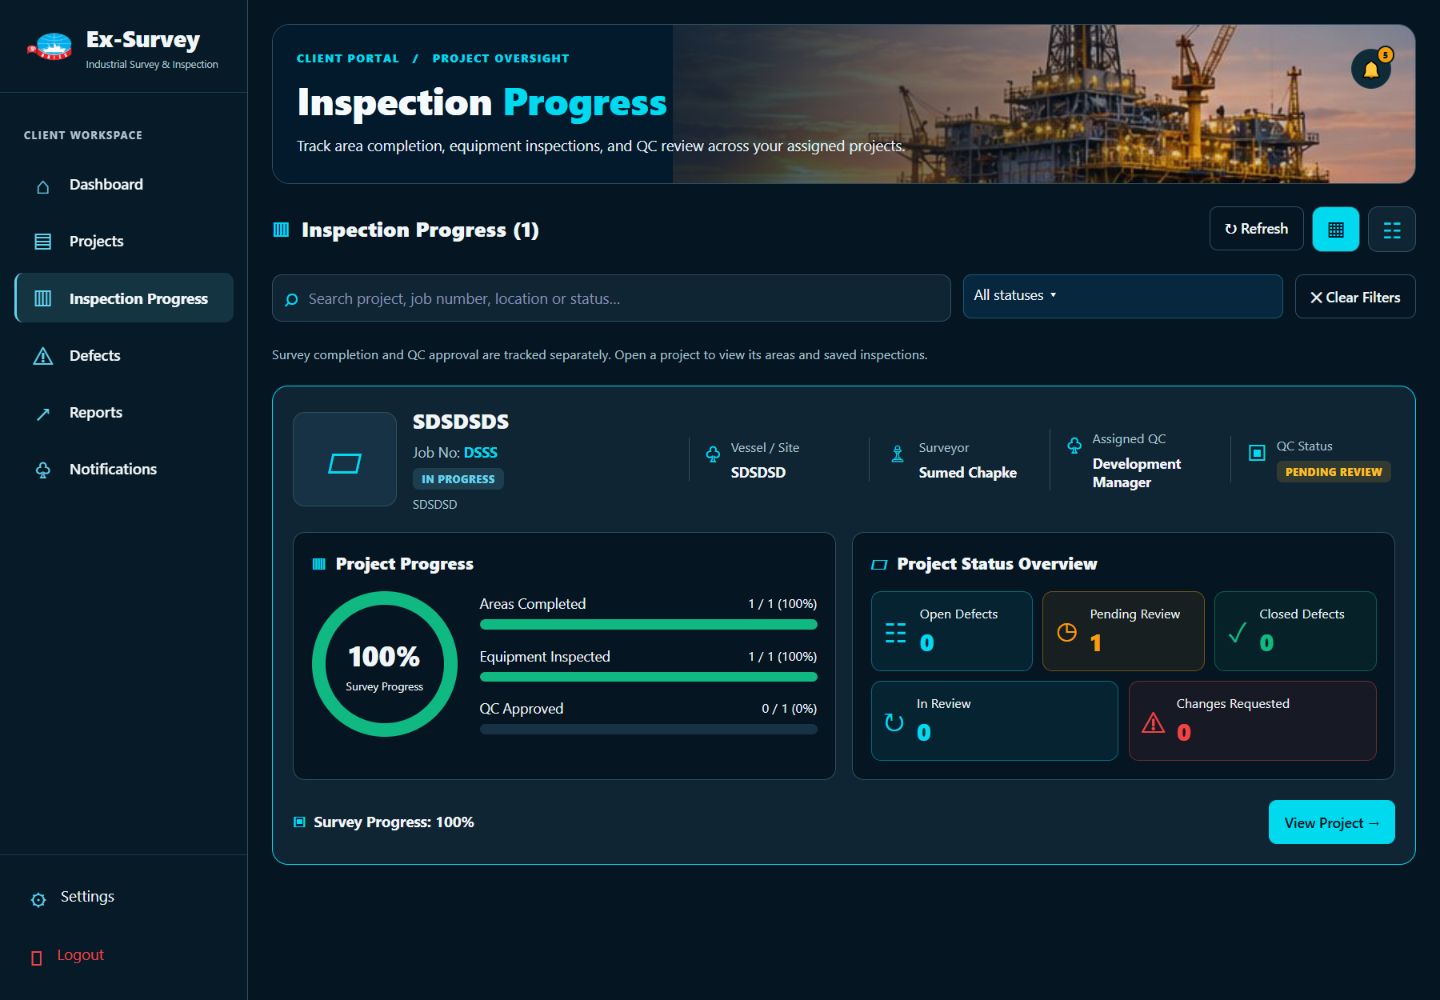 Ex-Survey
Industrial Survey & Inspection
CLIENT WORKSPACE
Dashboard
Projects
Inspection Progress
Defects
Reports
Notifications
Settings
Logout
CLIENT PORTAL / PROJECT OVERSIGHT
5
Inspection Progress
Track area completion, equipment inspections, and QC review across your assigned projects.
Inspection Progress (1)
↻ Refresh
Search project, job number, location or status...
All statuses
✕ Clear Filters
Survey completion and QC approval are tracked separately. Open a project to view its areas and saved inspections.
SDSDSDS
Job No: DSSS
IN PROGRESS
SDSDSD
Vessel / Site
SDSDSD
Surveyor
Sumed Chapke
Assigned QC
Development
Manager
QC Status
PENDING REVIEW
Project Progress
100%
Survey Progress
Areas Completed 1 / 1 (100%)
Equipment Inspected 1 / 1 (100%)
QC Approved 0 / 1 (0%)
Project Status Overview
Open Defects
0
Pending Review
1
Closed Defects
0
In Review
0
Changes Requested
0
Survey Progress: 100%
View Project →